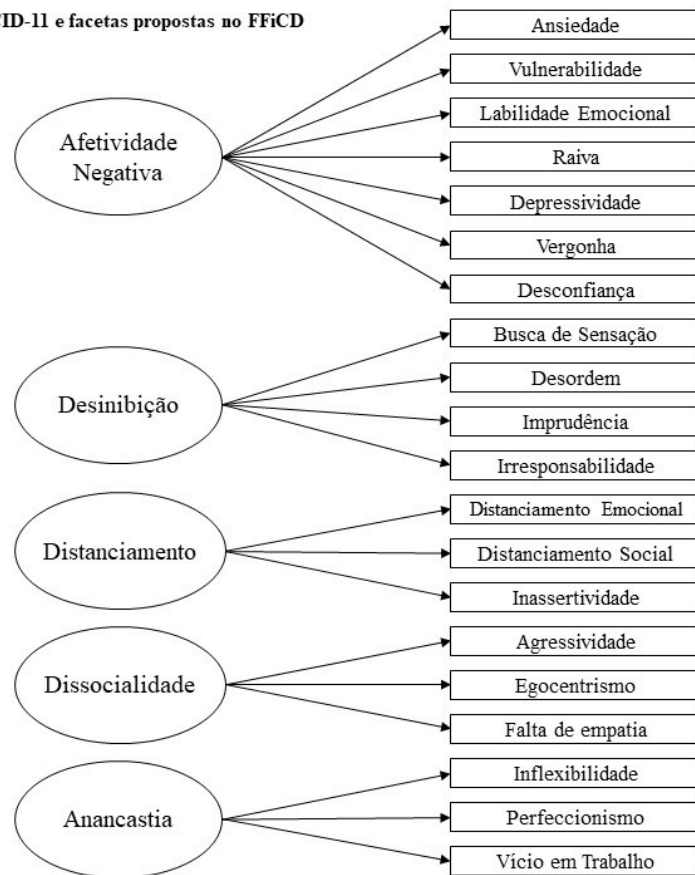 CID-11 e facetas propostas no FFiCD
Afetividade
Negativa
Ansiedade
Vulnerabilidade
Labilidade Emocional
Raiva
Depressividade
Vergonha
Desconfiança
Desinibição
Busca de Sensação
Desordem
Imprudência
Irresponsabilidade
Distanciamento
Distanciamento Emocional
Distanciamento Social
Inassertividade
Dissocialidade
Agressividade
Egocentrismo
Falta de empatia
Anancastia
Inflexibilidade
Perfeccionismo
Vício em Trabalho